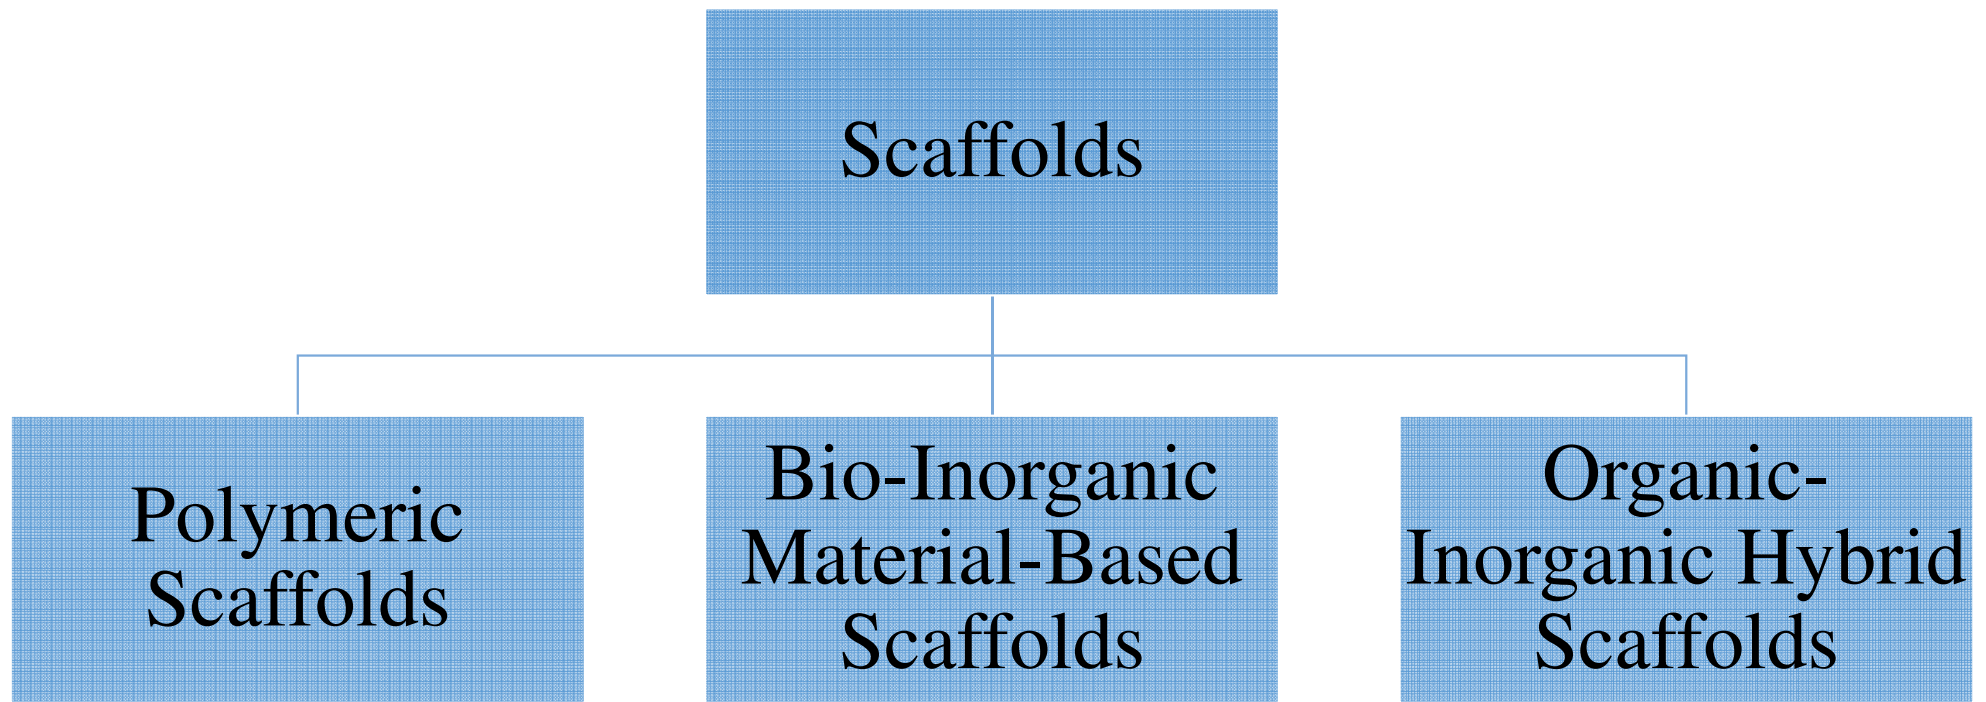 Scaffolds
Polymeric
Scaffolds
Bio-Inorganic
Material-Based
Scaffolds
Organic-
Inorganic Hybrid
Scaffolds